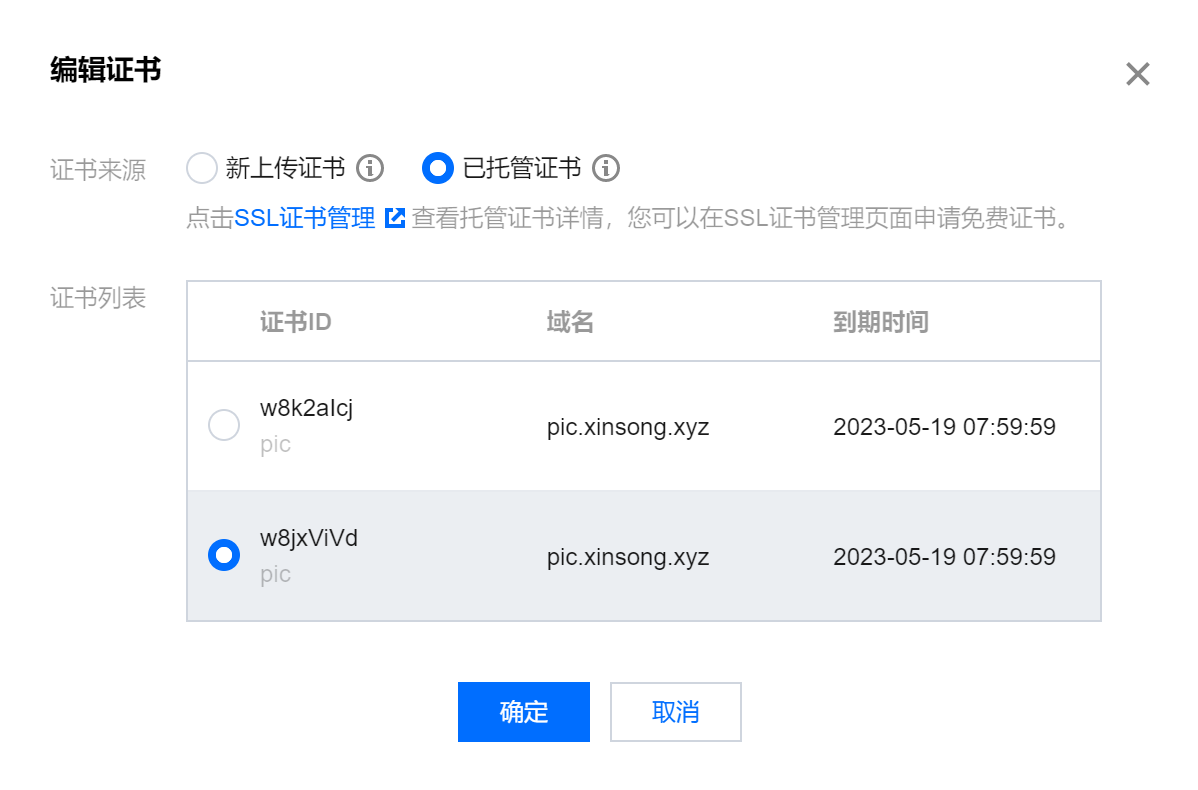 编辑证书
证书来源 新上传证书 已托管证书
点击SSL证书管理 查看托管证书详情，您可以在SSL证书管理页面申请免费证书。
证书列表
证书ID 域名 到期时间
w8k2aIcj
pic
pic.xinsong.xyz 2023-05-19 07:59:59
w8jxViVd
pic
pic.xinsong.xyz 2023-05-19 07:59:59
确定 取消